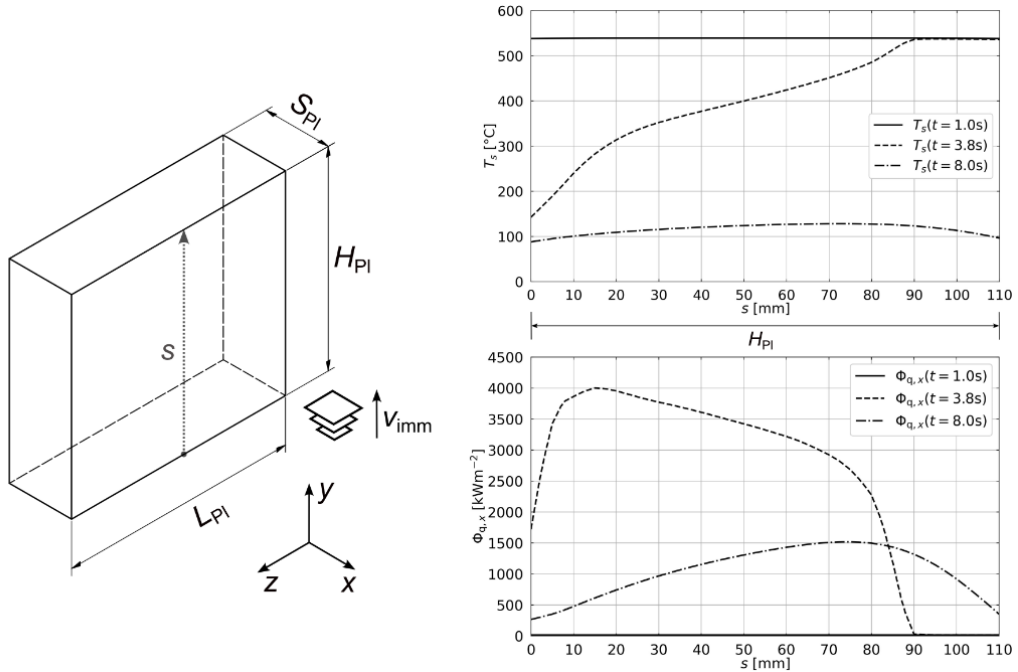 S_Pl
H_Pl
s
v_imm
L_Pl
y
z
x
600
500
400
300
200
100
0
T_s [°C]
T_s(t = 1.0s)
T_s(t = 3.8s)
T_s(t = 8.0s)
0 10 20 30 40 50 60 70 80 90 100 110
s [mm]
H_Pl
4500
4000
3500
3000
2500
2000
1500
1000
500
0
Φ_q,x [kWm⁻²]
Φ_q,x(t = 1.0s)
Φ_q,x(t = 3.8s)
Φ_q,x(t = 8.0s)
0 10 20 30 40 50 60 70 80 90 100 110
s [mm]